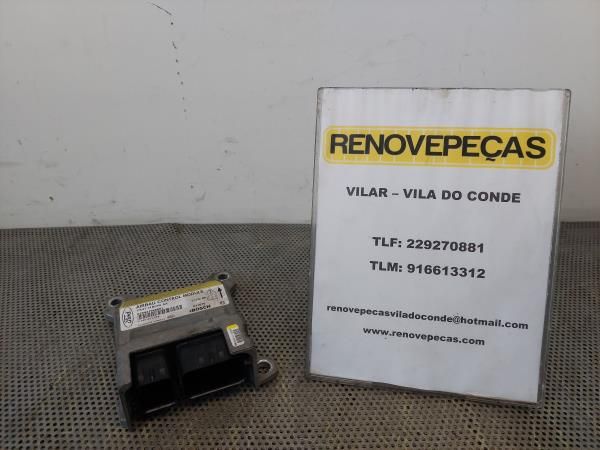 RENOVEPEÇAS
VILAR – VILA DO CONDE
TLF: 229270881
TLM: 916613312
renovepecasviladoconde@hotmail.com
www.renovepecas.com
AIRBAG CONTROL MODULE
Ford
BOSCH